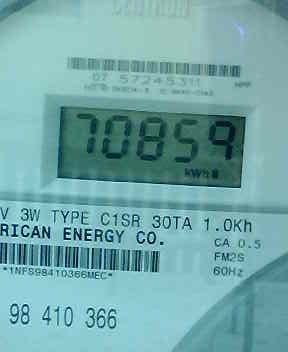 CENTRON
07 57245311
70859
kWh
V 3W TYPE C1SR 30TA 1.0Kh
RICAN ENERGY CO.
CA 0.5
FM2S
*1NFS98410366MEC*
60Hz
98 410 366